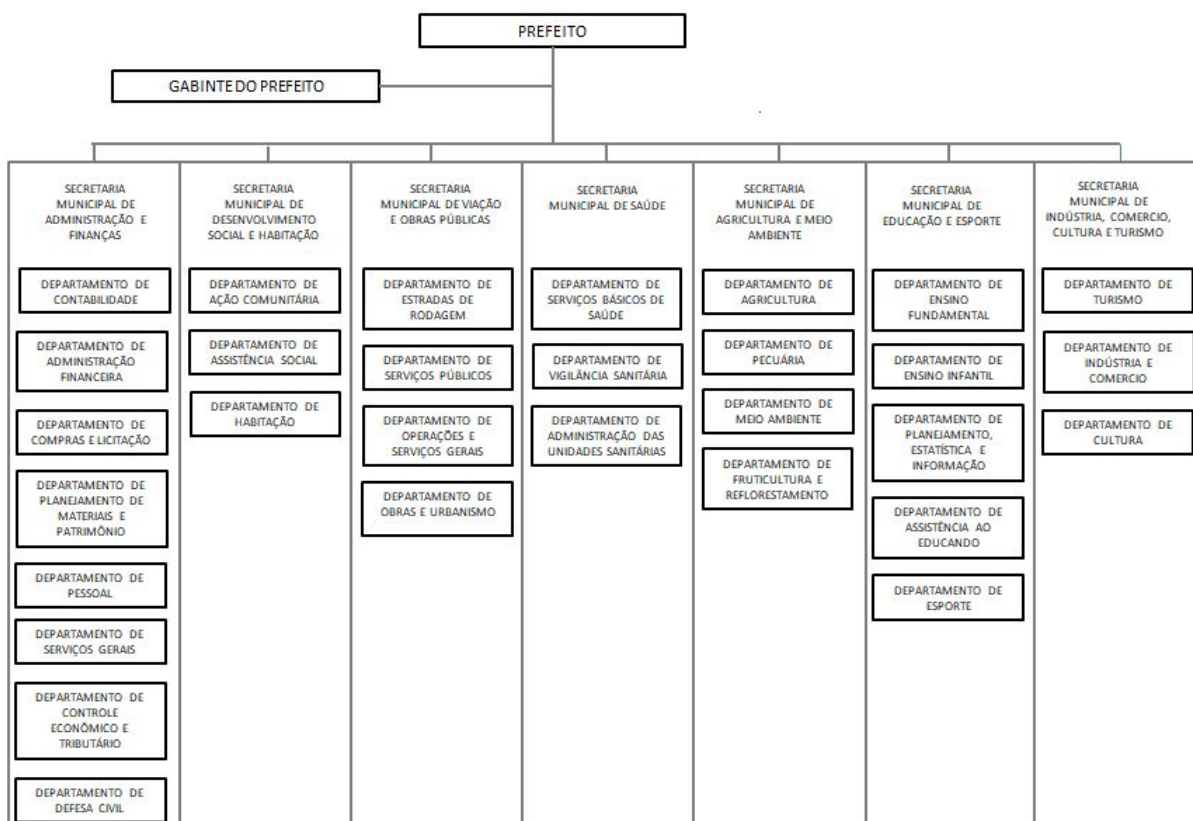 PREFEITO
GABINTE DO PREFEITO
SECRETARIA
MUNICIPAL DE
ADMINISTRAÇÃO E
FINANÇAS
DEPARTAMENTO DE
CONTABILIDADE
DEPARTAMENTO DE
ADMINISTRAÇÃO
FINANCEIRA
DEPARTAMENTO DE
COMPRAS E LICITAÇÃO
DEPARTAMENTO DE
PLANEJAMENTO DE
MATERIAIS E
PATRIMÔNIO
DEPARTAMENTO DE
PESSOAL
DEPARTAMENTO DE
SERVIÇOS GERAIS
DEPARTAMENTO DE
CONTROLE
ECONÔMICO E
TRIBUTÁRIO
DEPARTAMENTO DE
DEFESA CIVIL
SECRETARIA
MUNICIPAL DE
DESENVOLVIMENTO
SOCIAL E HABITAÇÃO
DEPARTAMENTO DE
AÇÃO COMUNITÁRIA
DEPARTAMENTO DE
ASSISTÊNCIA SOCIAL
DEPARTAMENTO DE
HABITAÇÃO
SECRETARIA
MUNICIPAL DE VIAÇÃO
E OBRAS PÚBLICAS
DEPARTAMENTO DE
ESTRADAS DE
RODAGEM
DEPARTAMENTO DE
SERVIÇOS PÚBLICOS
DEPARTAMENTO DE
OPERAÇÕES E
SERVIÇOS GERAIS
DEPARTAMENTO DE
OBRAS E URBANISMO
SECRETARIA
MUNICIPAL DE SAÚDE
DEPARTAMENTO DE
SERVIÇOS BÁSICOS DE
SAÚDE
DEPARTAMENTO DE
VIGILÂNCIA SANITÁRIA
DEPARTAMENTO DE
ADMINISTRAÇÃO DAS
UNIDADES SANITÁRIAS
SECRETARIA
MUNICIPAL DE
AGRICULTURA E MEIO
AMBIENTE
DEPARTAMENTO DE
AGRICULTURA
DEPARTAMENTO DE
PECUÁRIA
DEPARTAMENTO DE
MEIO AMBIENTE
DEPARTAMENTO DE
FRUTICULTURA E
REFLORESTAMENTO
SECRETARIA
MUNICIPAL DE
EDUCAÇÃO E ESPORTE
DEPARTAMENTO DE
ENSINO
FUNDAMENTAL
DEPARTAMENTO DE
ENSINO INFANTIL
DEPARTAMENTO DE
PLANEJAMENTO,
ESTATÍSTICA E
INFORMAÇÃO
DEPARTAMENTO DE
ASSISTÊNCIA AO
EDUCANDO
DEPARTAMENTO DE
ESPORTE
SECRETARIA
MUNICIPAL DE
INDÚSTRIA, COMERCIO,
CULTURA E TURISMO
DEPARTAMENTO DE
TURISMO
DEPARTAMENTO DE
INDÚSTRIA E
COMERCIO
DEPARTAMENTO DE
CULTURA